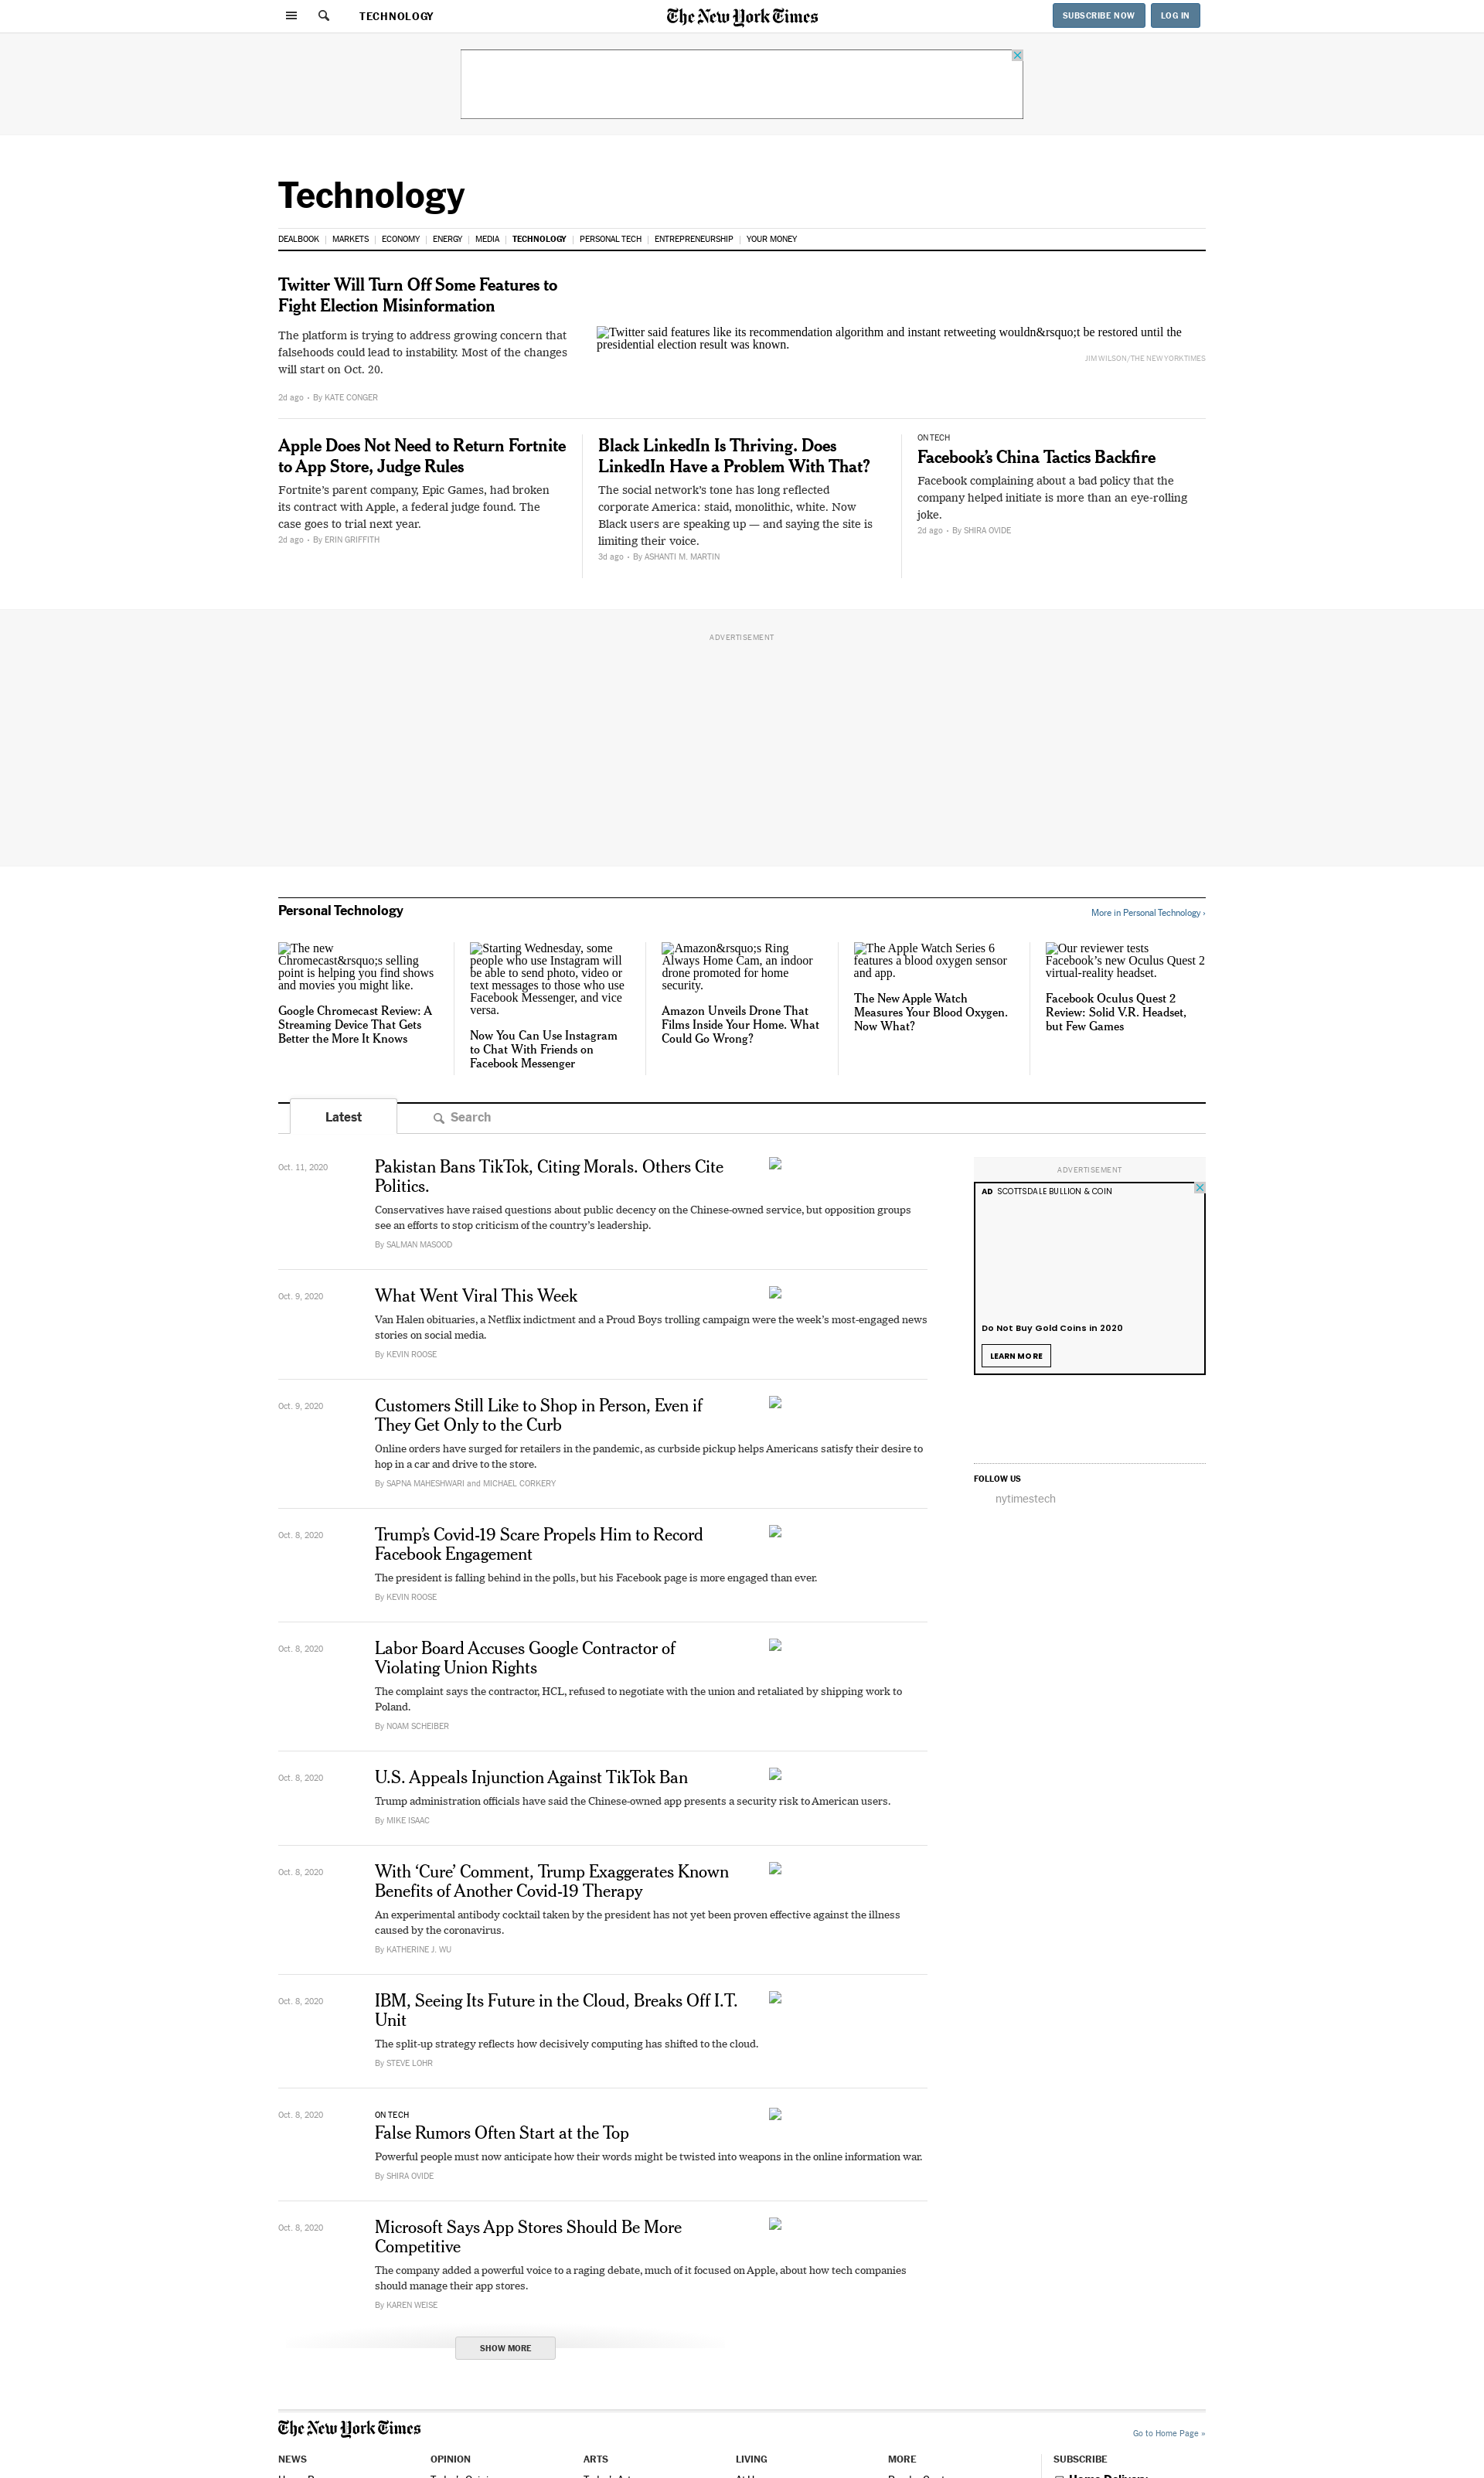 TECHNOLOGY
The New York Times
SUBSCRIBE NOW
LOG IN
Technology
DEALBOOK | MARKETS | ECONOMY | ENERGY | MEDIA | TECHNOLOGY | PERSONAL TECH | ENTREPRENEURSHIP | YOUR MONEY
Twitter Will Turn Off Some Features to
Fight Election Misinformation
The platform is trying to address growing concern that
falsehoods could lead to instability. Most of the changes
will start on Oct. 20.
2d ago • By KATE CONGER
Twitter said features like its recommendation algorithm and instant retweeting wouldn&rsquo;t be restored until the
presidential election result was known.
JIM WILSON/THE NEW YORK TIMES
Apple Does Not Need to Return Fortnite
to App Store, Judge Rules
Fortnite's parent company, Epic Games, had broken
its contract with Apple, a federal judge found. The
case goes to trial next year.
2d ago • By ERIN GRIFFITH
Black LinkedIn Is Thriving. Does
LinkedIn Have a Problem With That?
The social network's tone has long reflected
corporate America: staid, monolithic, white. Now
Black users are speaking up — and saying the site is
limiting their voice.
3d ago • By ASHANTI M. MARTIN
ON TECH
Facebook's China Tactics Backfire
Facebook complaining about a bad policy that the
company helped initiate is more than an eye-rolling
joke.
2d ago • By SHIRA OVIDE
ADVERTISEMENT
Personal Technology
More in Personal Technology ›
The new
Chromecast&rsquo;s selling
point is helping you find shows
and movies you might like.
Google Chromecast Review: A
Streaming Device That Gets
Better the More It Knows
Starting Wednesday, some
people who use Instagram will
be able to send photo, video or
text messages to those who use
Facebook Messenger, and vice
versa.
Now You Can Use Instagram
to Chat With Friends on
Facebook Messenger
Amazon&rsquo;s Ring
Always Home Cam, an indoor
drone promoted for home
security.
Amazon Unveils Drone That
Films Inside Your Home. What
Could Go Wrong?
The Apple Watch Series 6
features a blood oxygen sensor
and app.
The New Apple Watch
Measures Your Blood Oxygen.
Now What?
Our reviewer tests
Facebook's new Oculus Quest 2
virtual-reality headset.
Facebook Oculus Quest 2
Review: Solid V.R. Headset,
but Few Games
Latest
Search
Oct. 11, 2020
Pakistan Bans TikTok, Citing Morals. Others Cite
Politics.
Conservatives have raised questions about public decency on the Chinese-owned service, but opposition groups
see an efforts to stop criticism of the country's leadership.
By SALMAN MASOOD
ADVERTISEMENT
AD SCOTTSDALE BULLION & COIN
Do Not Buy Gold Coins in 2020
LEARN MORE
FOLLOW US
nytimestech
Oct. 9, 2020
What Went Viral This Week
Van Halen obituaries, a Netflix indictment and a Proud Boys trolling campaign were the week's most-engaged news
stories on social media.
By KEVIN ROOSE
Oct. 9, 2020
Customers Still Like to Shop in Person, Even if
They Get Only to the Curb
Online orders have surged for retailers in the pandemic, as curbside pickup helps Americans satisfy their desire to
hop in a car and drive to the store.
By SAPNA MAHESHWARI and MICHAEL CORKERY
Oct. 8, 2020
Trump's Covid-19 Scare Propels Him to Record
Facebook Engagement
The president is falling behind in the polls, but his Facebook page is more engaged than ever.
By KEVIN ROOSE
Oct. 8, 2020
Labor Board Accuses Google Contractor of
Violating Union Rights
The complaint says the contractor, HCL, refused to negotiate with the union and retaliated by shipping work to
Poland.
By NOAM SCHEIBER
Oct. 8, 2020
U.S. Appeals Injunction Against TikTok Ban
Trump administration officials have said the Chinese-owned app presents a security risk to American users.
By MIKE ISAAC
Oct. 8, 2020
With 'Cure' Comment, Trump Exaggerates Known
Benefits of Another Covid-19 Therapy
An experimental antibody cocktail taken by the president has not yet been proven effective against the illness
caused by the coronavirus.
By KATHERINE J. WU
Oct. 8, 2020
IBM, Seeing Its Future in the Cloud, Breaks Off I.T.
Unit
The split-up strategy reflects how decisively computing has shifted to the cloud.
By STEVE LOHR
Oct. 8, 2020
ON TECH
False Rumors Often Start at the Top
Powerful people must now anticipate how their words might be twisted into weapons in the online information war.
By SHIRA OVIDE
Oct. 8, 2020
Microsoft Says App Stores Should Be More
Competitive
The company added a powerful voice to a raging debate, much of it focused on Apple, about how tech companies
should manage their app stores.
By KAREN WEISE
SHOW MORE
The New York Times
Go to Home Page »
NEWS
OPINION
ARTS
LIVING
MORE
SUBSCRIBE